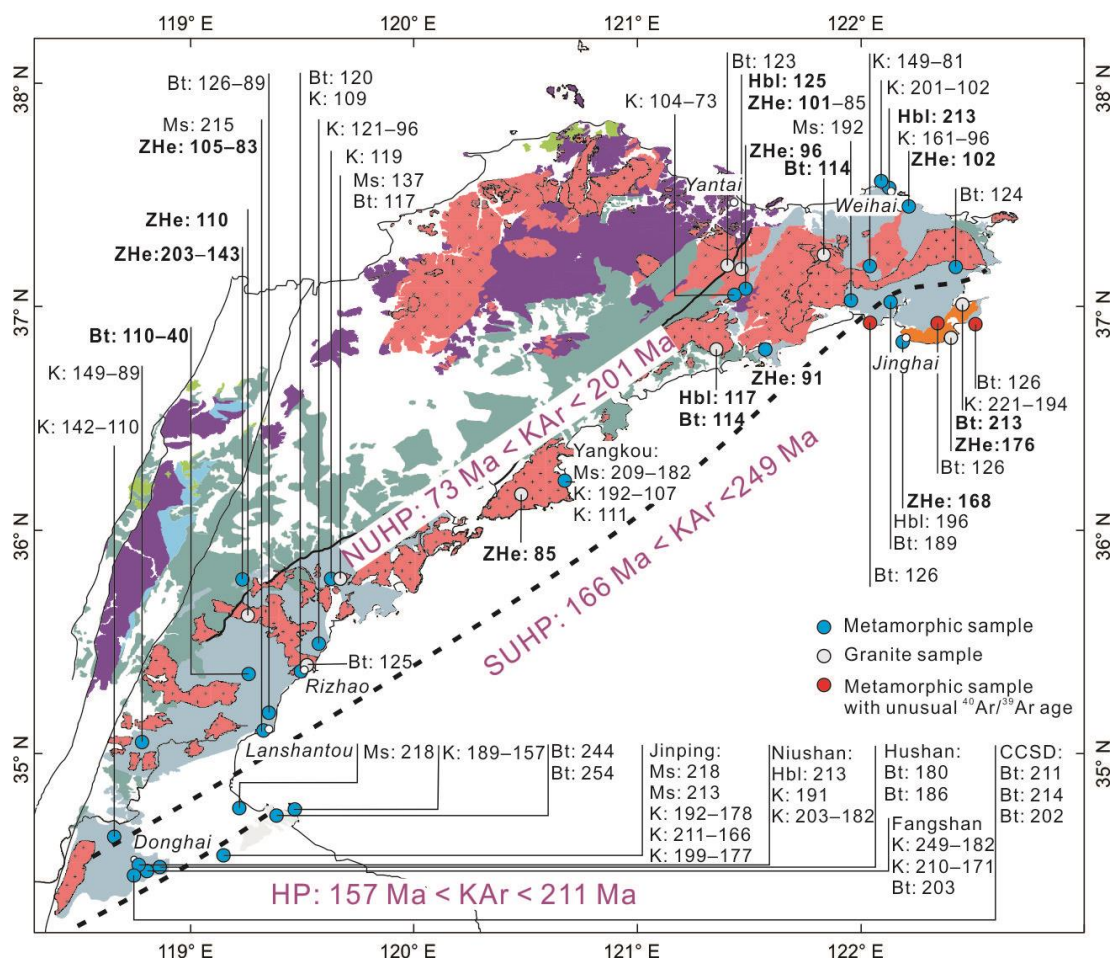 119° E
120° E
121° E
122° E
38° N
37° N
36° N
35° N
38° N
37° N
36° N
35° N
Bt: 126–89
Ms: 215
ZHe: 105–83
ZHe: 110
ZHe:203–143
Bt: 110–40
K: 149–89
K: 142–110
Bt: 120
K: 109
K: 121–96
K: 119
Ms: 137
Bt: 117
K: 104–73
Bt: 123
Hbl: 125
ZHe: 101–85
Ms: 192
ZHe: 96
Bt: 114
K: 149–81
K: 201–102
Hbl: 213
K: 161–96
ZHe: 102
Bt: 124
Yantai
Weihai
Jinghai
ZHe: 91
Hbl: 117
Bt: 114
Bt: 126
K: 221–194
Bt: 213
ZHe:176
Bt: 126
ZHe: 168
Hbl: 196
Bt: 189
Bt: 126
Yangkou:
Ms: 209–182
K: 192–107
K: 111
ZHe: 85
NUHP: 73 Ma < KAr < 201 Ma
SUHP: 166 Ma < KAr <249 Ma
HP: 157 Ma < KAr < 211 Ma
Metamorphic sample
Granite sample
Metamorphic sample
with unusual ⁴⁰Ar/³⁹Ar age
Bt: 125
Rizhao
Lanshantou
Donghai
Ms: 218
K: 189–157
Bt: 244
Bt: 254
Jinping:
Ms: 218
Ms: 213
K: 192–178
K: 211–166
K: 199–177
Niushan:
Hbl: 213
K: 191
K: 203–182
Hushan:
Bt: 180
Bt: 186
Fangshan
K: 249–182
K: 210–171
Bt: 203
CCSD:
Bt: 211
Bt: 214
Bt: 202
119° E
120° E
121° E
122° E